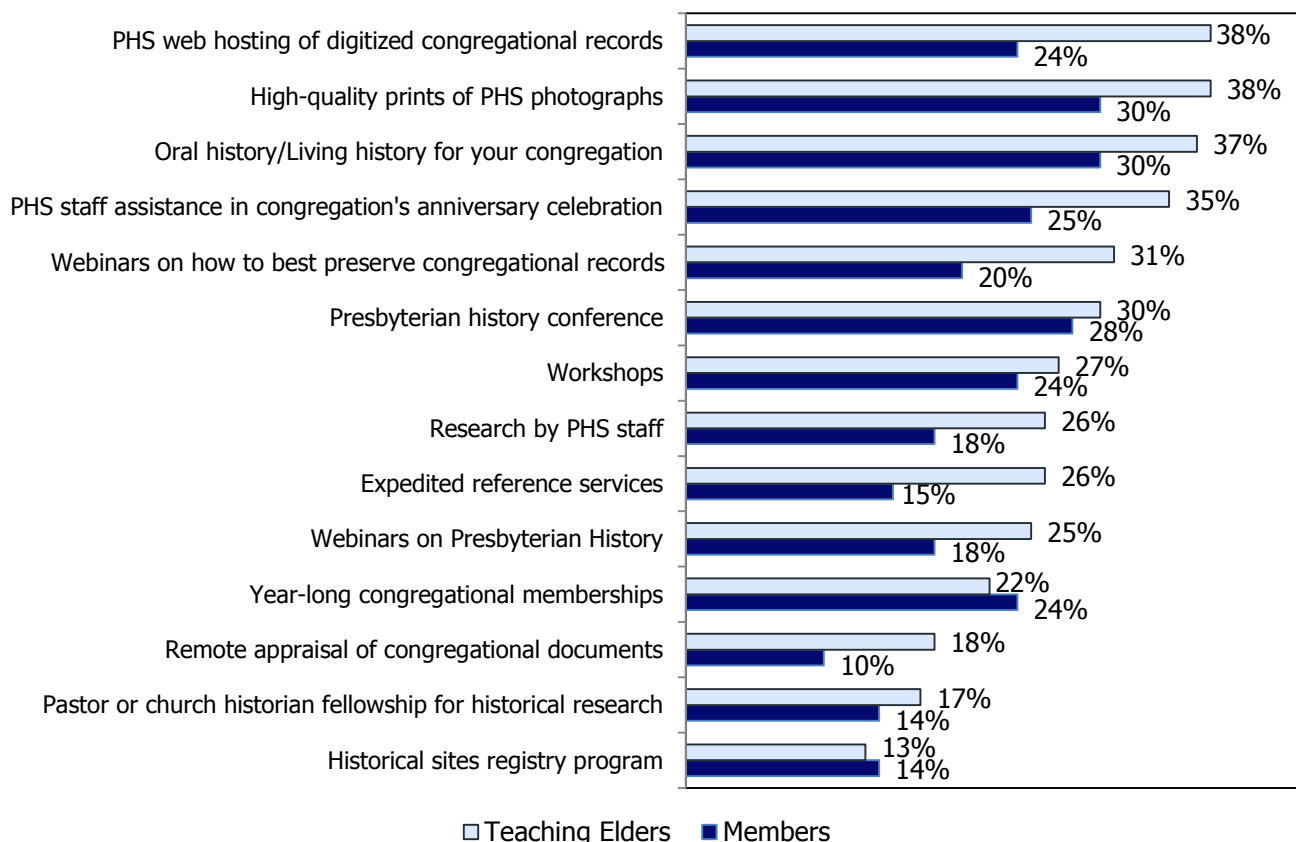 PHS web hosting of digitized congregational records
38%
24%
High-quality prints of PHS photographs
38%
30%
Oral history/Living history for your congregation
37%
30%
PHS staff assistance in congregation's anniversary celebration
35%
25%
Webinars on how to best preserve congregational records
31%
20%
Presbyterian history conference
30%
28%
Workshops
27%
24%
Research by PHS staff
26%
18%
Expedited reference services
26%
15%
Webinars on Presbyterian History
25%
18%
Year-long congregational memberships
22%
24%
Remote appraisal of congregational documents
18%
10%
Pastor or church historian fellowship for historical research
17%
14%
Historical sites registry program
13%
14%
Teaching Elders Members